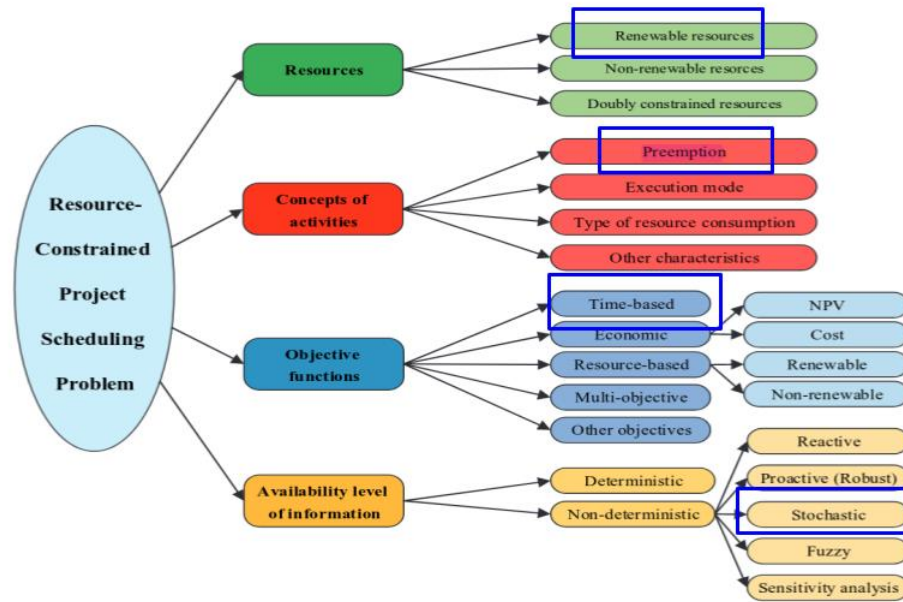 Resource-
Constrained
Project
Scheduling
Problem
Resources
Renewable resources
Non-renewable resorces
Doubly constrained resources
Concepts of
activities
Preemption
Execution mode
Type of resource consumption
Other characteristics
Objective
functions
Time-based
Economic
NPV
Cost
Resource-based
Renewable
Non-renewable
Multi-objective
Other objectives
Availability level
of information
Deterministic
Non-deterministic
Reactive
Proactive (Robust)
Stochastic
Fuzzy
Sensitivity analysis